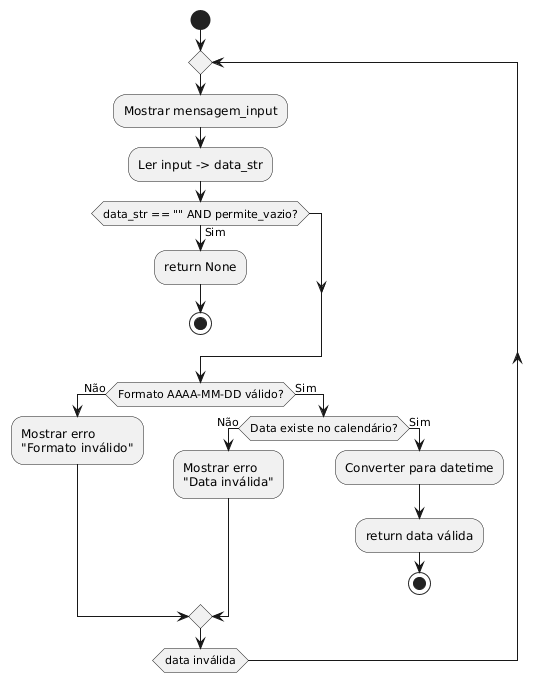 Mostrar mensagem_input
Ler input -> data_str
data_str == "" AND permite_vazio?
Sim
return None
Não
Formato AAAA-MM-DD válido?
Sim
Mostrar erro
"Formato inválido"
Não
Data existe no calendário?
Sim
Mostrar erro
"Data inválida"
Converter para datetime
return data válida
data inválida